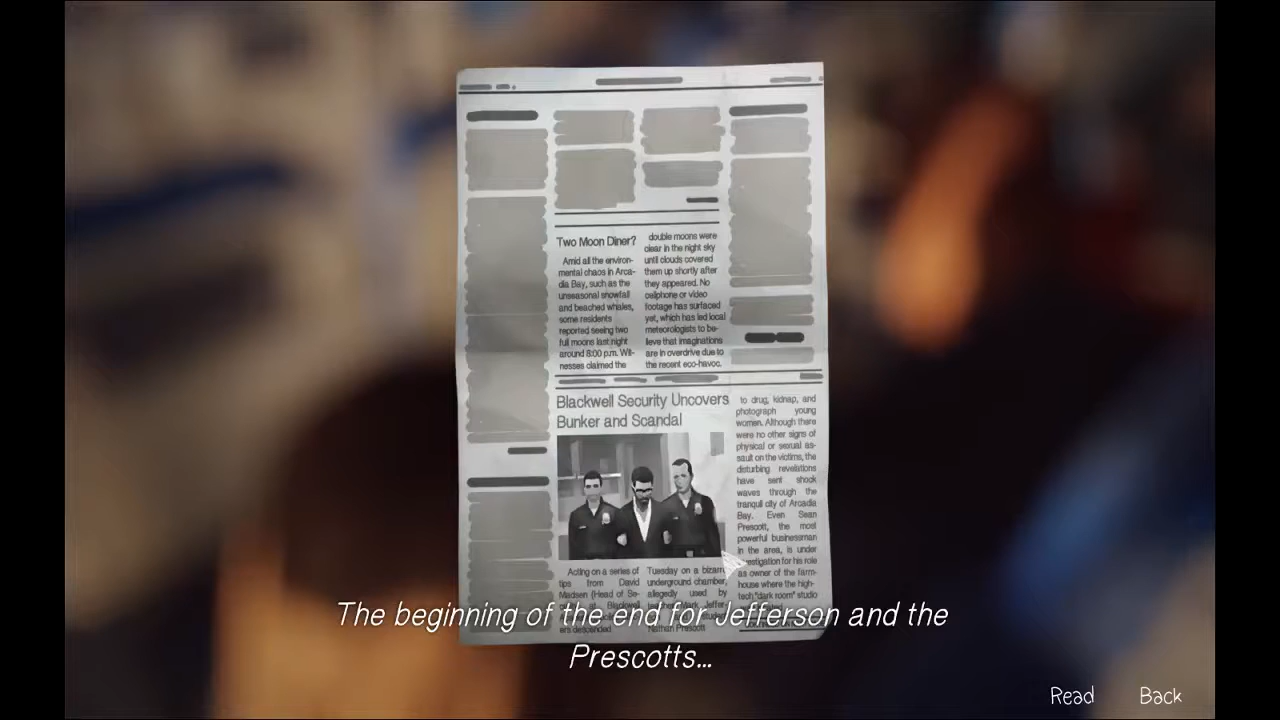 Two Moon Diner?
Amid all the environ-
mental chaos in Arca-
dia Bay, such as the
unseasonal snowfall
and beached whales,
some residents
reported seeing two
full moons last night
around 8:00 p.m. Wit-
nesses claimed the
double moons were
clear in the night sky
until clouds covered
them up shortly after
they appeared. No
cellphone or video
footage has surfaced
yet, which has led local
meteorologists to be-
lieve that imaginations
are in overdrive due to
the recent eco-havoc.
Blackwell Security Uncovers
Bunker and Scandal
Acting on a series of
tips from David
Madsen (Head of Se-
at Blackwell
ers descended
Tuesday on a bizarre
underground chamber,
allegedly used by
Mark Jeffer-
Nathan Prescott
to drug, kidnap, and
photograph young
women. Although there
were no other signs of
physical or sexual as-
sault on the victims, the
disturbing revelations
have sent shock
waves through the
tranquil city of Arcadia
Bay. Even Sean
Prescott, the most
powerful businessman
in the area, is under
investigation for his role
as owner of the farm-
house where the high-
tech "dark room" studio
The beginning of the end for Jefferson and the
Prescotts...
Read
Back